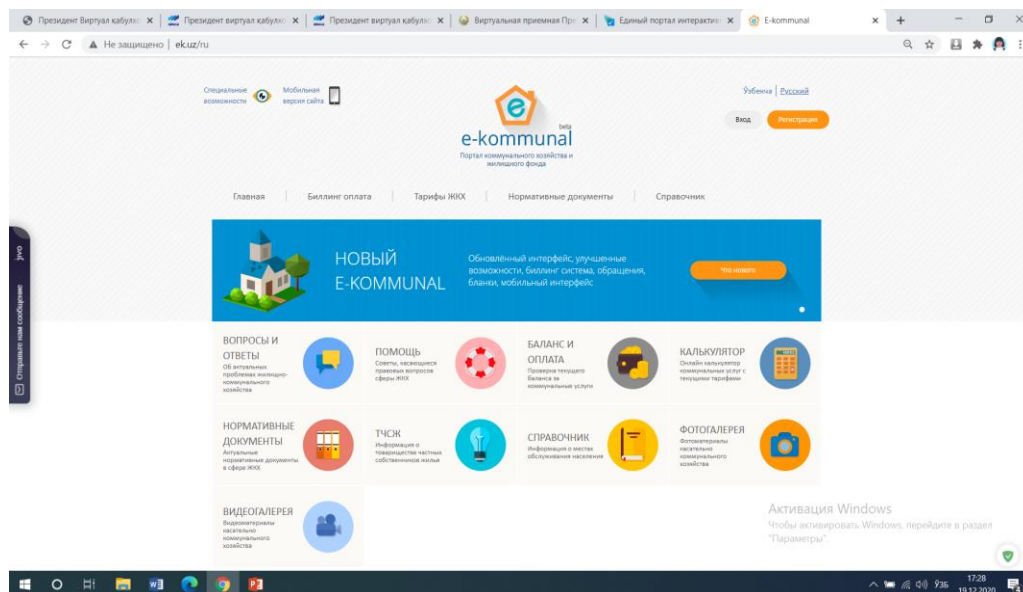 Президент Виртуал қабулхо
Президент виртуал қабулхо
Президент виртуал қабулхо
Виртуальная приемная Пре
Единый портал интерактив
E-kommunal
Не защищено | ek.uz/ru
Специальные возможности
Мобильная версия сайта
Ўзбекча | Русский
Вход
Регистрация
e
beta
e-kommunal
Портал коммунального хозяйства и
жилищного фонда
Главная
Биллинг оплата
Тарифы ЖКХ
Нормативные документы
Справочник
НОВЫЙ
E-KOMMUNAL
Обновлённый интерфейс, улучшенные
возможности, биллинг система, обращения,
бланки, мобильный интерфейс
Что нового
jivo
Отправьте нам сообщение
ВОПРОСЫ И
ОТВЕТЫ
Об актуальных
проблемах жилищно-
коммунального
хозяйства
ПОМОЩЬ
Советы, касающиеся
правовых вопросов
сферы ЖКХ
БАЛАНС И
ОПЛАТА
Проверка текущего
баланса за
коммунальные услуги
КАЛЬКУЛЯТОР
Онлайн калькулятор
коммунальных услуг с
текущими тарифами
НОРМАТИВНЫЕ
ДОКУМЕНТЫ
Актуальные
нормативные документы
в сфере ЖКХ
ТЧСЖ
Информация о
товариществе частных
собственников жилья
СПРАВОЧНИК
Информация о местах
обслуживания населения
ФОТОГАЛЕРЕЯ
Фотоматериалы
касательно
коммунального
хозяйства
ВИДЕОГАЛЕРЕЯ
Видеоматериалы
касательно
коммунального
хозяйства
Активация Windows
Чтобы активировать Windows, перейдите в раздел
"Параметры".
ЎЗБ
17:28
19.12.2020